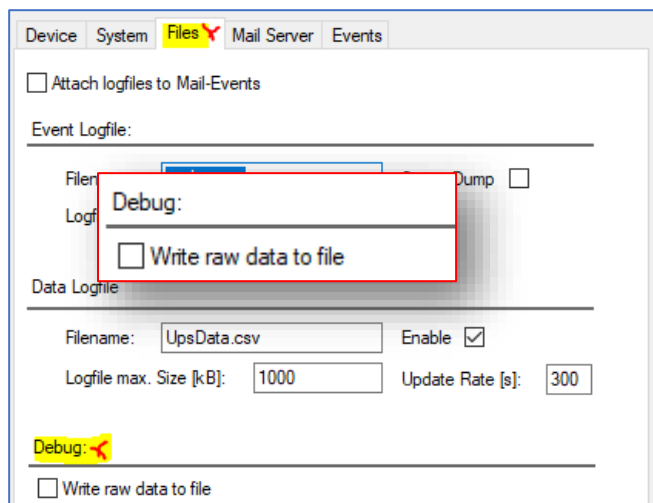 Device System Files Mail Server Events
Attach logfiles to Mail-Events
Event Logfile:
Debug:
Write raw data to file
Data Logfile
Filename: UpsData.csv Enable
Logfile max. Size [kB]: 1000 Update Rate [s]: 300
Debug:
Write raw data to file